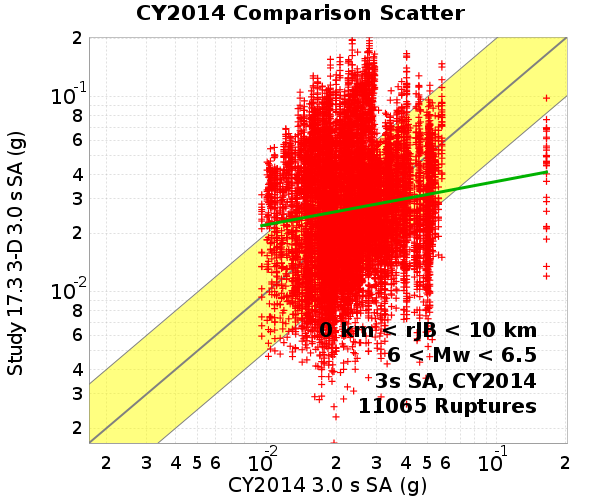 CY2014 Comparison Scatter
Study 17.3 3-D 3.0 s SA (g)
2
10-1
8
6
4
3
2
10-2
8
6
4
3
2
0 km < rJB < 10 km
6 < Mw < 6.5
3s SA, CY2014
11065 Ruptures
2 3 4 5 6 10-2 2 3 4 5 6 10-1 2
CY2014 3.0 s SA (g)